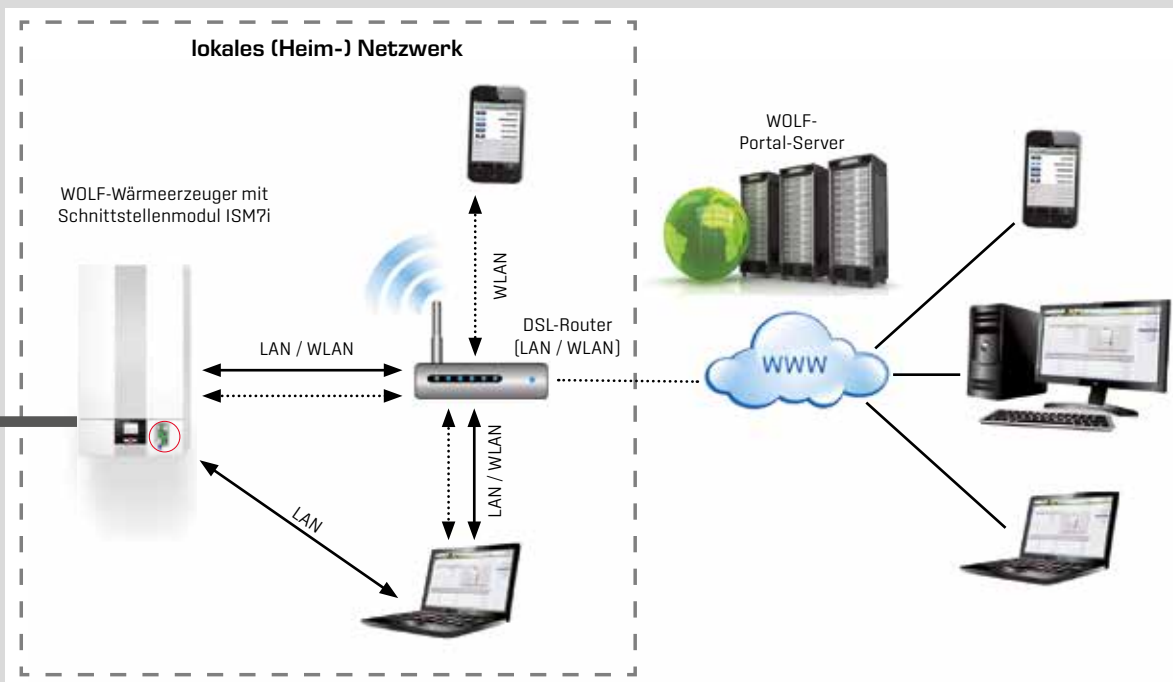 lokales (Heim-) Netzwerk
WOLF-
Portal-Server
WOLF-Wärmeerzeuger mit
Schnittstellenmodul ISM7i
WLAN
DSL-Router
(LAN / WLAN)
LAN / WLAN
WWW
LAN / WLAN
LAN